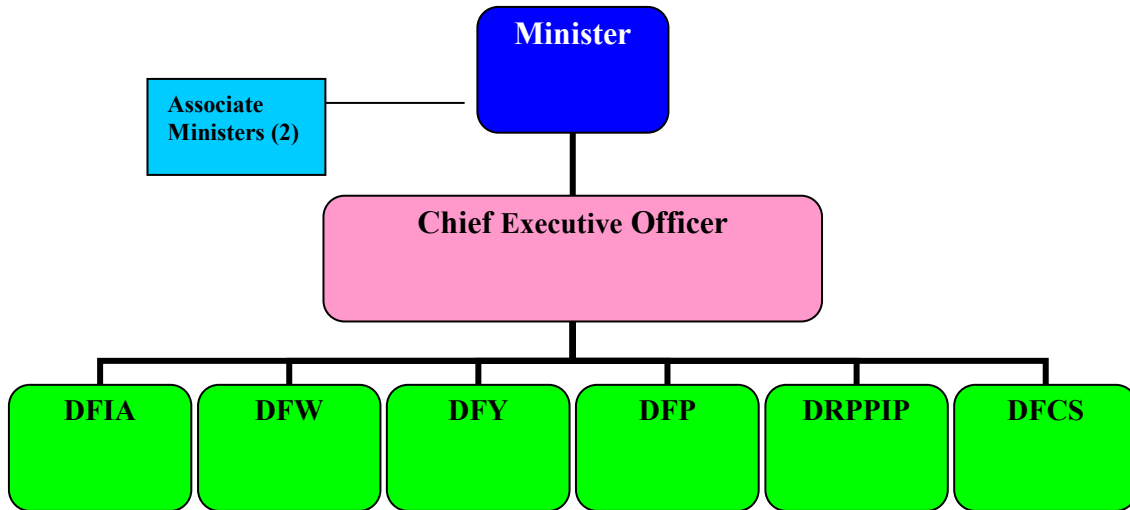 Minister
Associate
Ministers (2)
Chief Executive Officer
DFIA
DFW
DFY
DFP
DRPPIP
DFCS